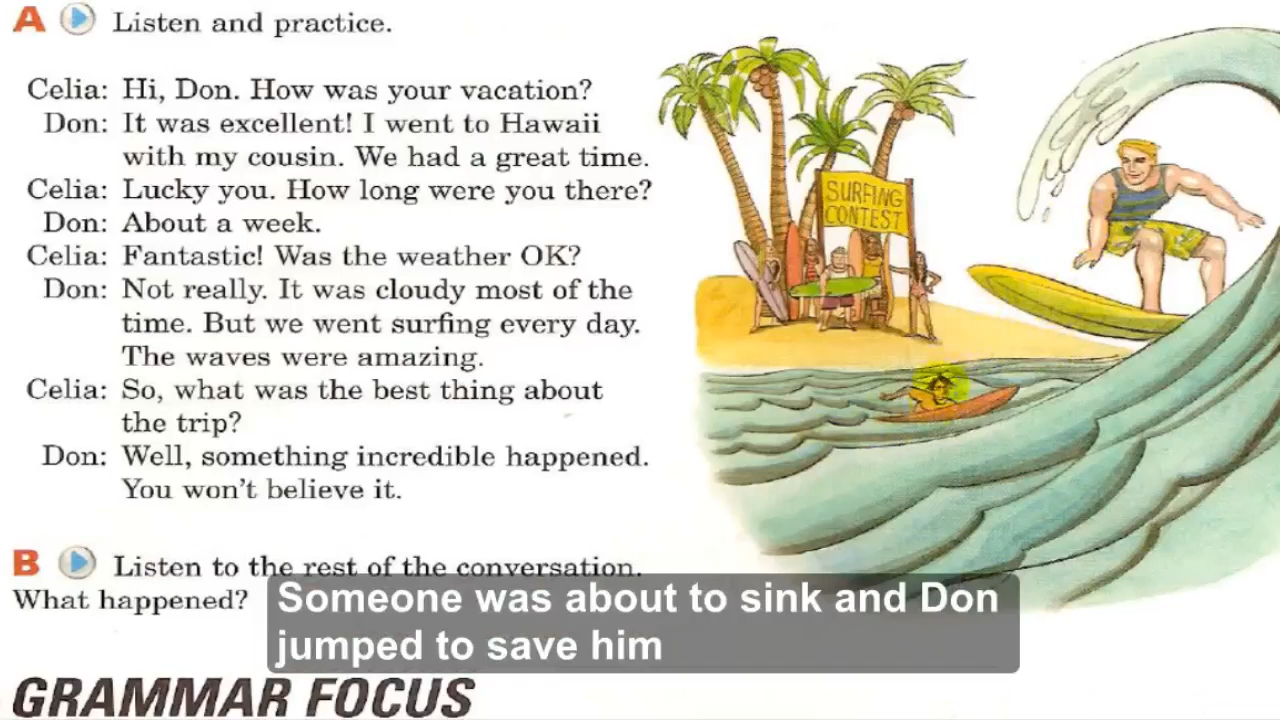 A Listen and practice.
Celia: Hi, Don. How was your vacation?
Don: It was excellent! I went to Hawaii
with my cousin. We had a great time.
Celia: Lucky you. How long were you there?
Don: About a week.
Celia: Fantastic! Was the weather OK?
Don: Not really. It was cloudy most of the
time. But we went surfing every day.
The waves were amazing.
Celia: So, what was the best thing about
the trip?
Don: Well, something incredible happened.
You won't believe it.
SURFING
CONTEST
B Listen to the rest of the conversation.
What happened?
Someone was about to sink and Don
jumped to save him
GRAMMAR FOCUS